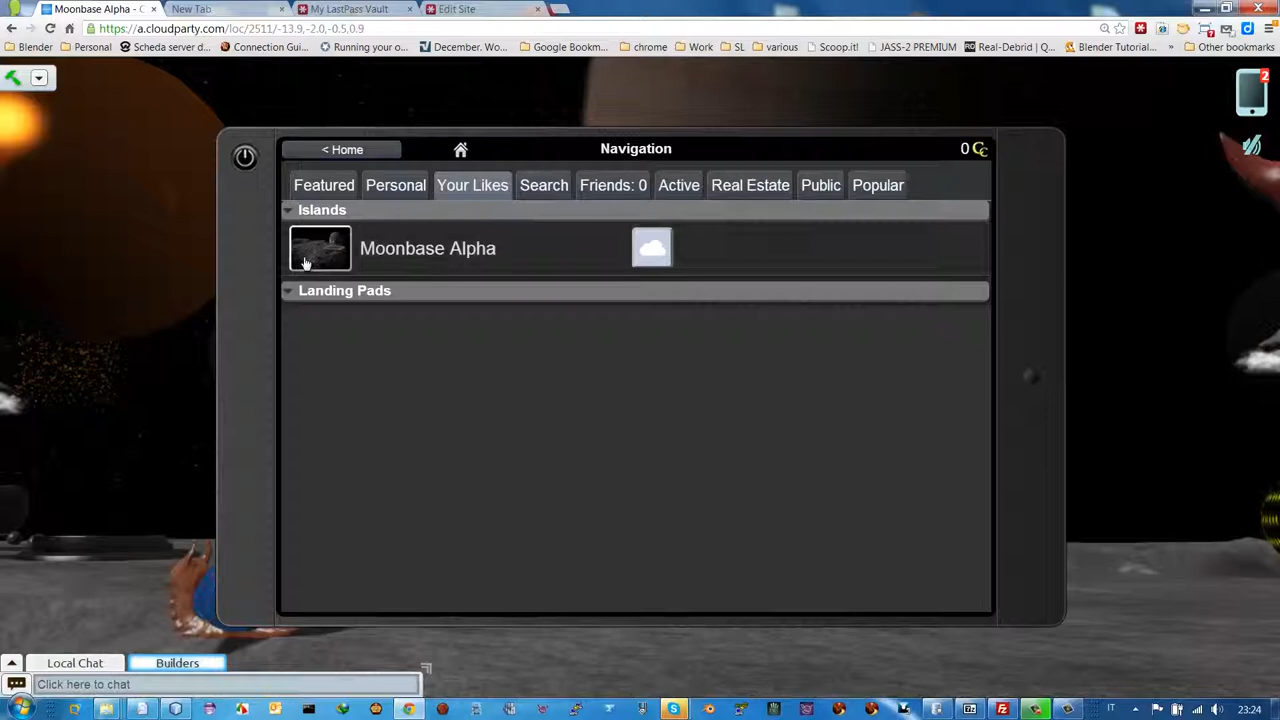 Moonbase Alpha - C
New Tab
My LastPass Vault
Edit Site
https://a.cloudparty.com/loc/2511/-13.9,-2.0,-0.5,0.9
Blender Personal Scheda server d... Connection Gui... Running your o... December. Wo... Google Bookm... chrome Work SL various Scoop.it! JASS-2 PREMIUM RD Real-Debrid | Q... Blender Tutorial... » Other bookmarks
2
< Home Navigation 0
Featured Personal Your Likes Search Friends: 0 Active Real Estate Public Popular
Islands
Moonbase Alpha
Landing Pads
Local Chat Builders
Click here to chat
IT 23:24